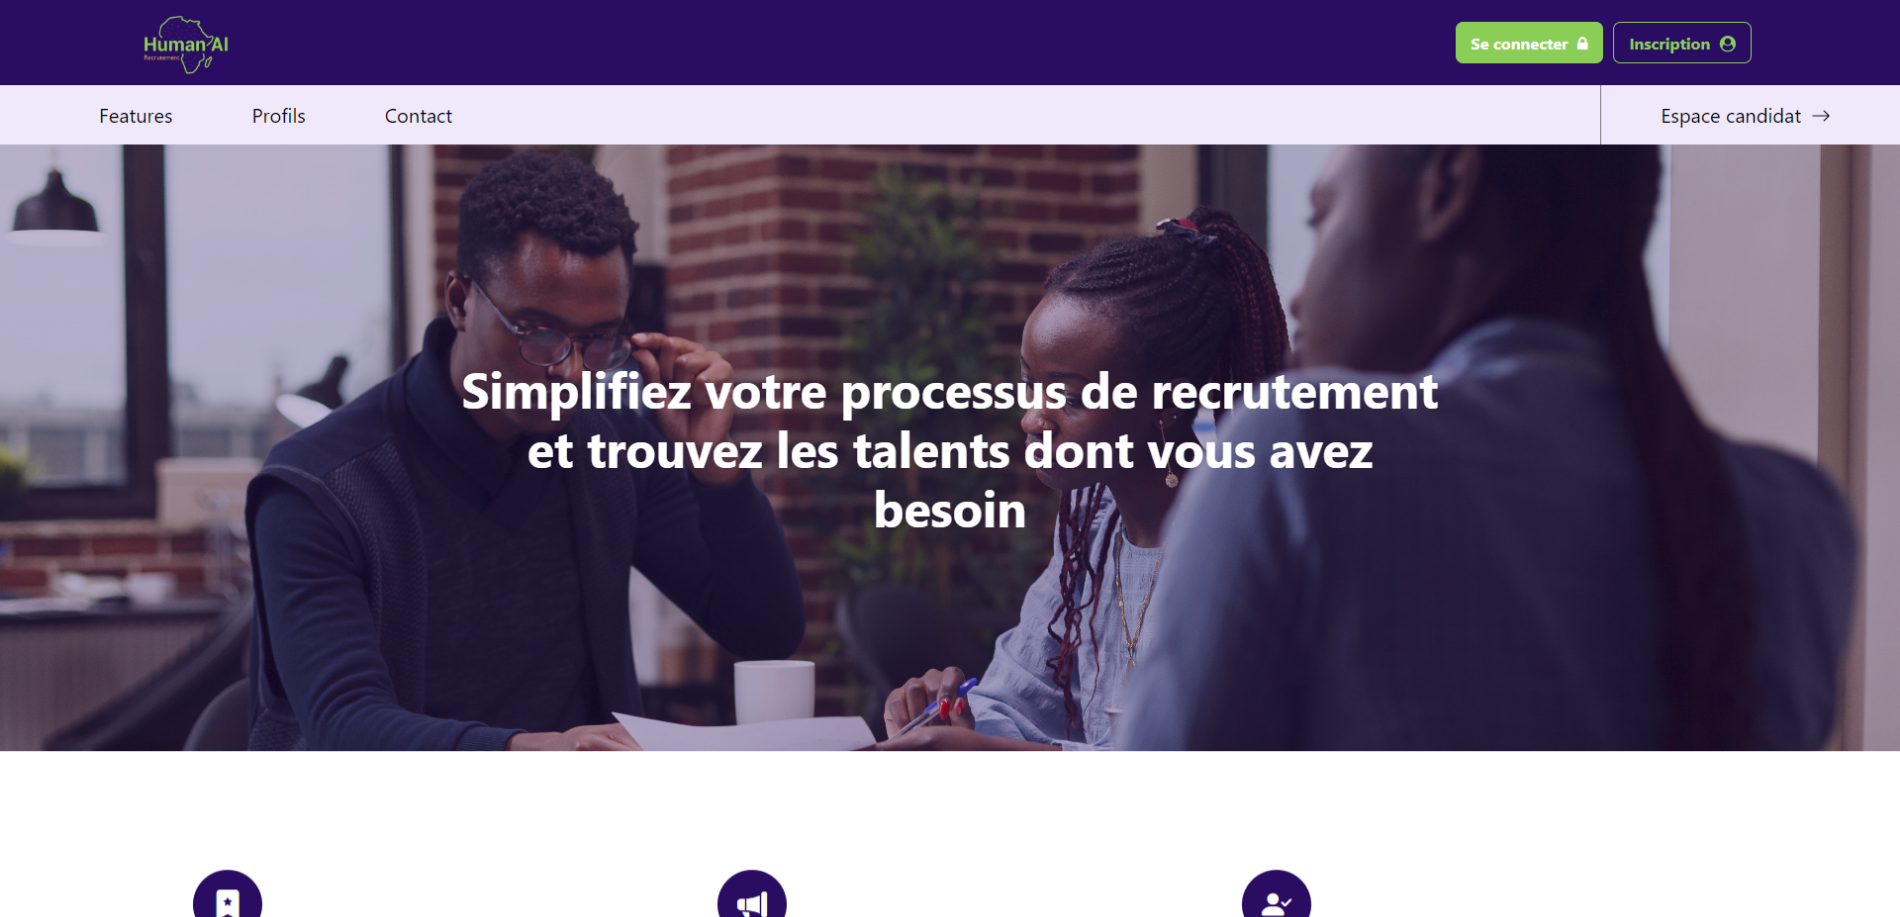 Human AI
Recrutement
Se connecter
Inscription
Features
Profils
Contact
Espace candidat →
Simplifiez votre processus de recrutement
et trouvez les talents dont vous avez
besoin